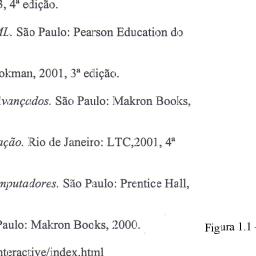 3, 4ª edição.
ML. São Paulo: Pearson Education do
okman, 2001, 3ª edição.
vançados. São Paulo: Makron Books,
ação. Rio de Janeiro: LTC,2001, 4ª
mputadores. São Paulo: Prentice Hall,
Paulo: Makron Books, 2000.
Figura 1.1 -
nteractive/index.html